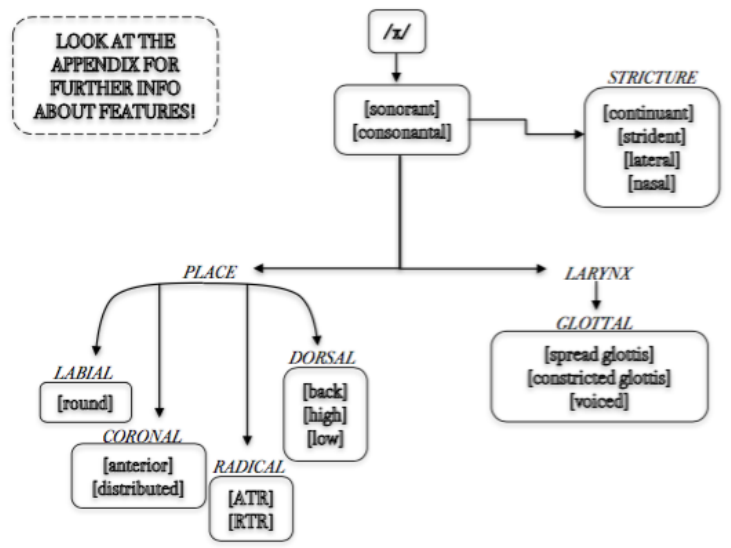 LOOK AT THE
APPENDIX FOR
FURTHER INFO
ABOUT FEATURES!
/x/
[sonorant]
[consonantal]
STRICTURE
[continuant]
[strident]
[lateral]
[nasal]
PLACE
LARYNX
GLOTTAL
[spread glottis]
[constricted glottis]
[voiced]
LABIAL
[round]
CORONAL
[anterior]
[distributed]
RADICAL
[ATR]
[RTR]
DORSAL
[back]
[high]
[low]